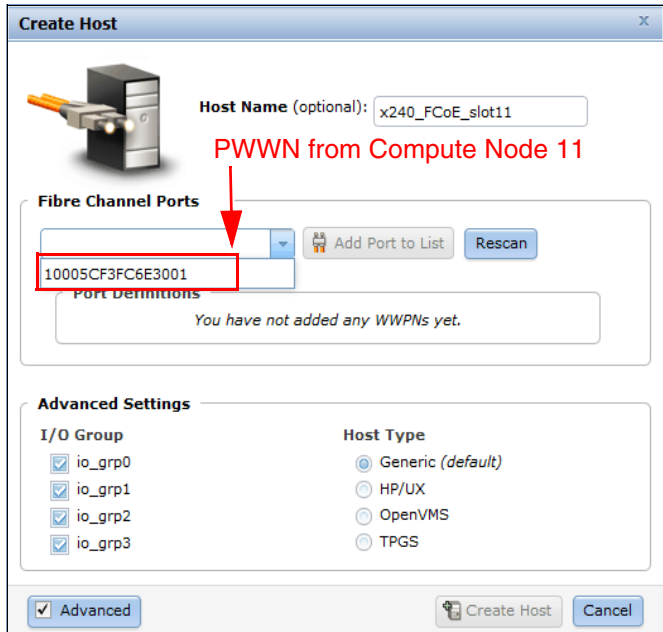 Create Host x
Host Name (optional): x240_FCoE_slot11
PWWN from Compute Node 11
Fibre Channel Ports
Add Port to List Rescan
10005CF3FC6E3001
Port Definitions
You have not added any WWPNs yet.
Advanced Settings
I/O Group Host Type
io_grp0 Generic (default)
io_grp1 HP/UX
io_grp2 OpenVMS
io_grp3 TPGS
Advanced Create Host Cancel